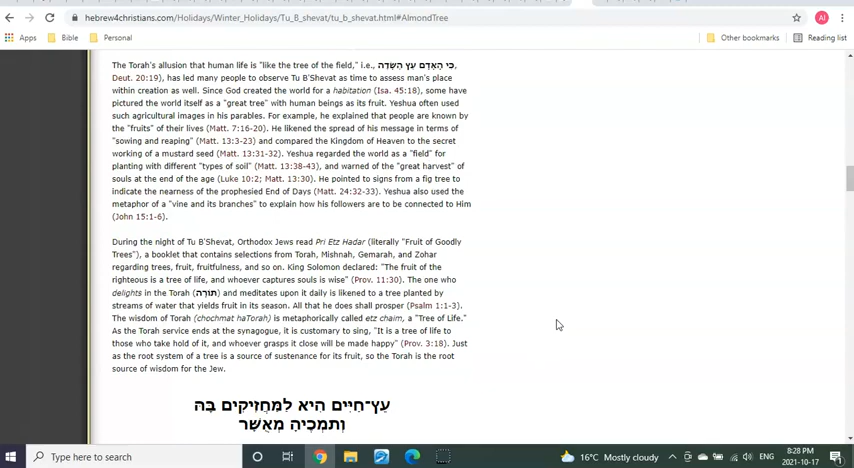 hebrew4christians.com/Holidays/Winter_Holidays/Tu_B_shevat/tu_b_shevat.html#AlmondTree
AI
Apps Bible Personal Other bookmarks Reading list
The Torah's allusion that human life is "like the tree of the field," i.e., כִּי הָאָדָם עֵץ הַשָּׂדֶה,
Deut. 20:19), has led many people to observe Tu B'Shevat as time to assess man's place
within creation as well. Since God created the world for a habitation (Isa. 45:18), some have
pictured the world itself as a "great tree" with human beings as its fruit. Yeshua often used
such agricultural images in his parables. For example, he explained that people are known by
the "fruits" of their lives (Matt. 7:16-20). He likened the spread of his message in terms of
"sowing and reaping" (Matt. 13:3-23) and compared the Kingdom of Heaven to the secret
working of a mustard seed (Matt. 13:31-32). Yeshua regarded the world as a "field" for
planting with different "types of soil" (Matt. 13:38-43), and warned of the "great harvest" of
souls at the end of the age (Luke 10:2; Matt. 13:30). He pointed to signs from a fig tree to
indicate the nearness of the prophesied End of Days (Matt. 24:32-33). Yeshua also used the
metaphor of a "vine and its branches" to explain how his followers are to be connected to Him
(John 15:1-6).
During the night of Tu B'Shevat, Orthodox Jews read Pri Etz Hadar (literally "Fruit of Goodly
Trees"), a booklet that contains selections from Torah, Mishnah, Gemarah, and Zohar
regarding trees, fruit, fruitfulness, and so on. King Solomon declared: "The fruit of the
righteous is a tree of life, and whoever captures souls is wise" (Prov. 11:30). The one who
delights in the Torah (תּוֹרָה) and meditates upon it daily is likened to a tree planted by
streams of water that yields fruit in its season. All that he does shall prosper (Psalm 1:1-3).
The wisdom of Torah (chochmat haTorah) is metaphorically called etz chaim, a "Tree of Life."
As the Torah service ends at the synagogue, it is customary to sing, "It is a tree of life to
those who take hold of it, and whoever grasps it close will be made happy" (Prov. 3:18). Just
as the root system of a tree is a source of sustenance for its fruit, so the Torah is the root
source of wisdom for the Jew.
עֵץ־חַיִּים הִיא לַמַּחֲזִיקִים בָּהּ
וְתֹמְכֶיהָ מְאֻשָּׁר
Type here to search
16°C Mostly cloudy
ENG
8:28 PM
2021-10-17